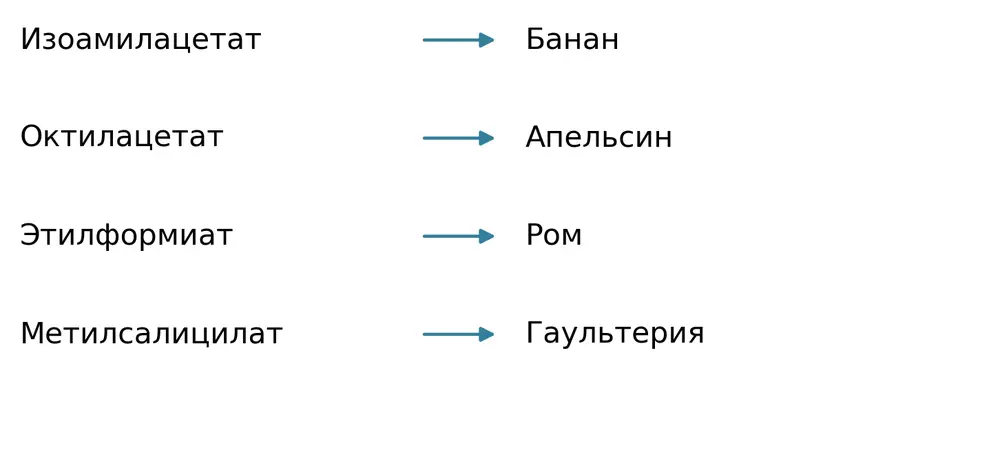 Изоамилацетат → Банан
Октилацетат → Апельсин
Этилформиат → Ром
Метилсалицилат → Гаультерия